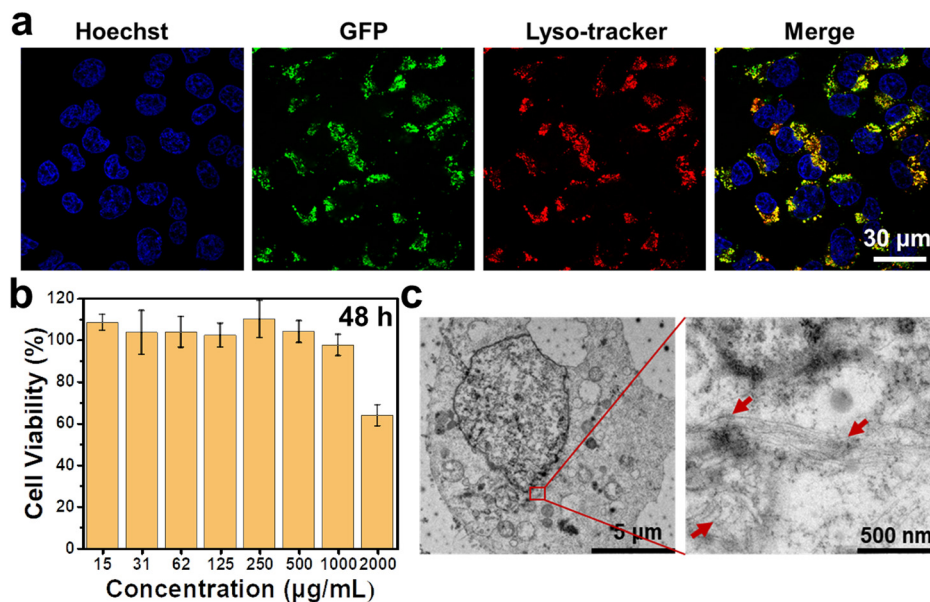 a
Hoechst GFP Lyso-tracker Merge
30 µm
b
48 h
Cell Viability (%)
120
100
80
60
40
20
0
15 31 62 125 250 500 1000 2000
Concentration (µg/mL)
c
5 µm
500 nm